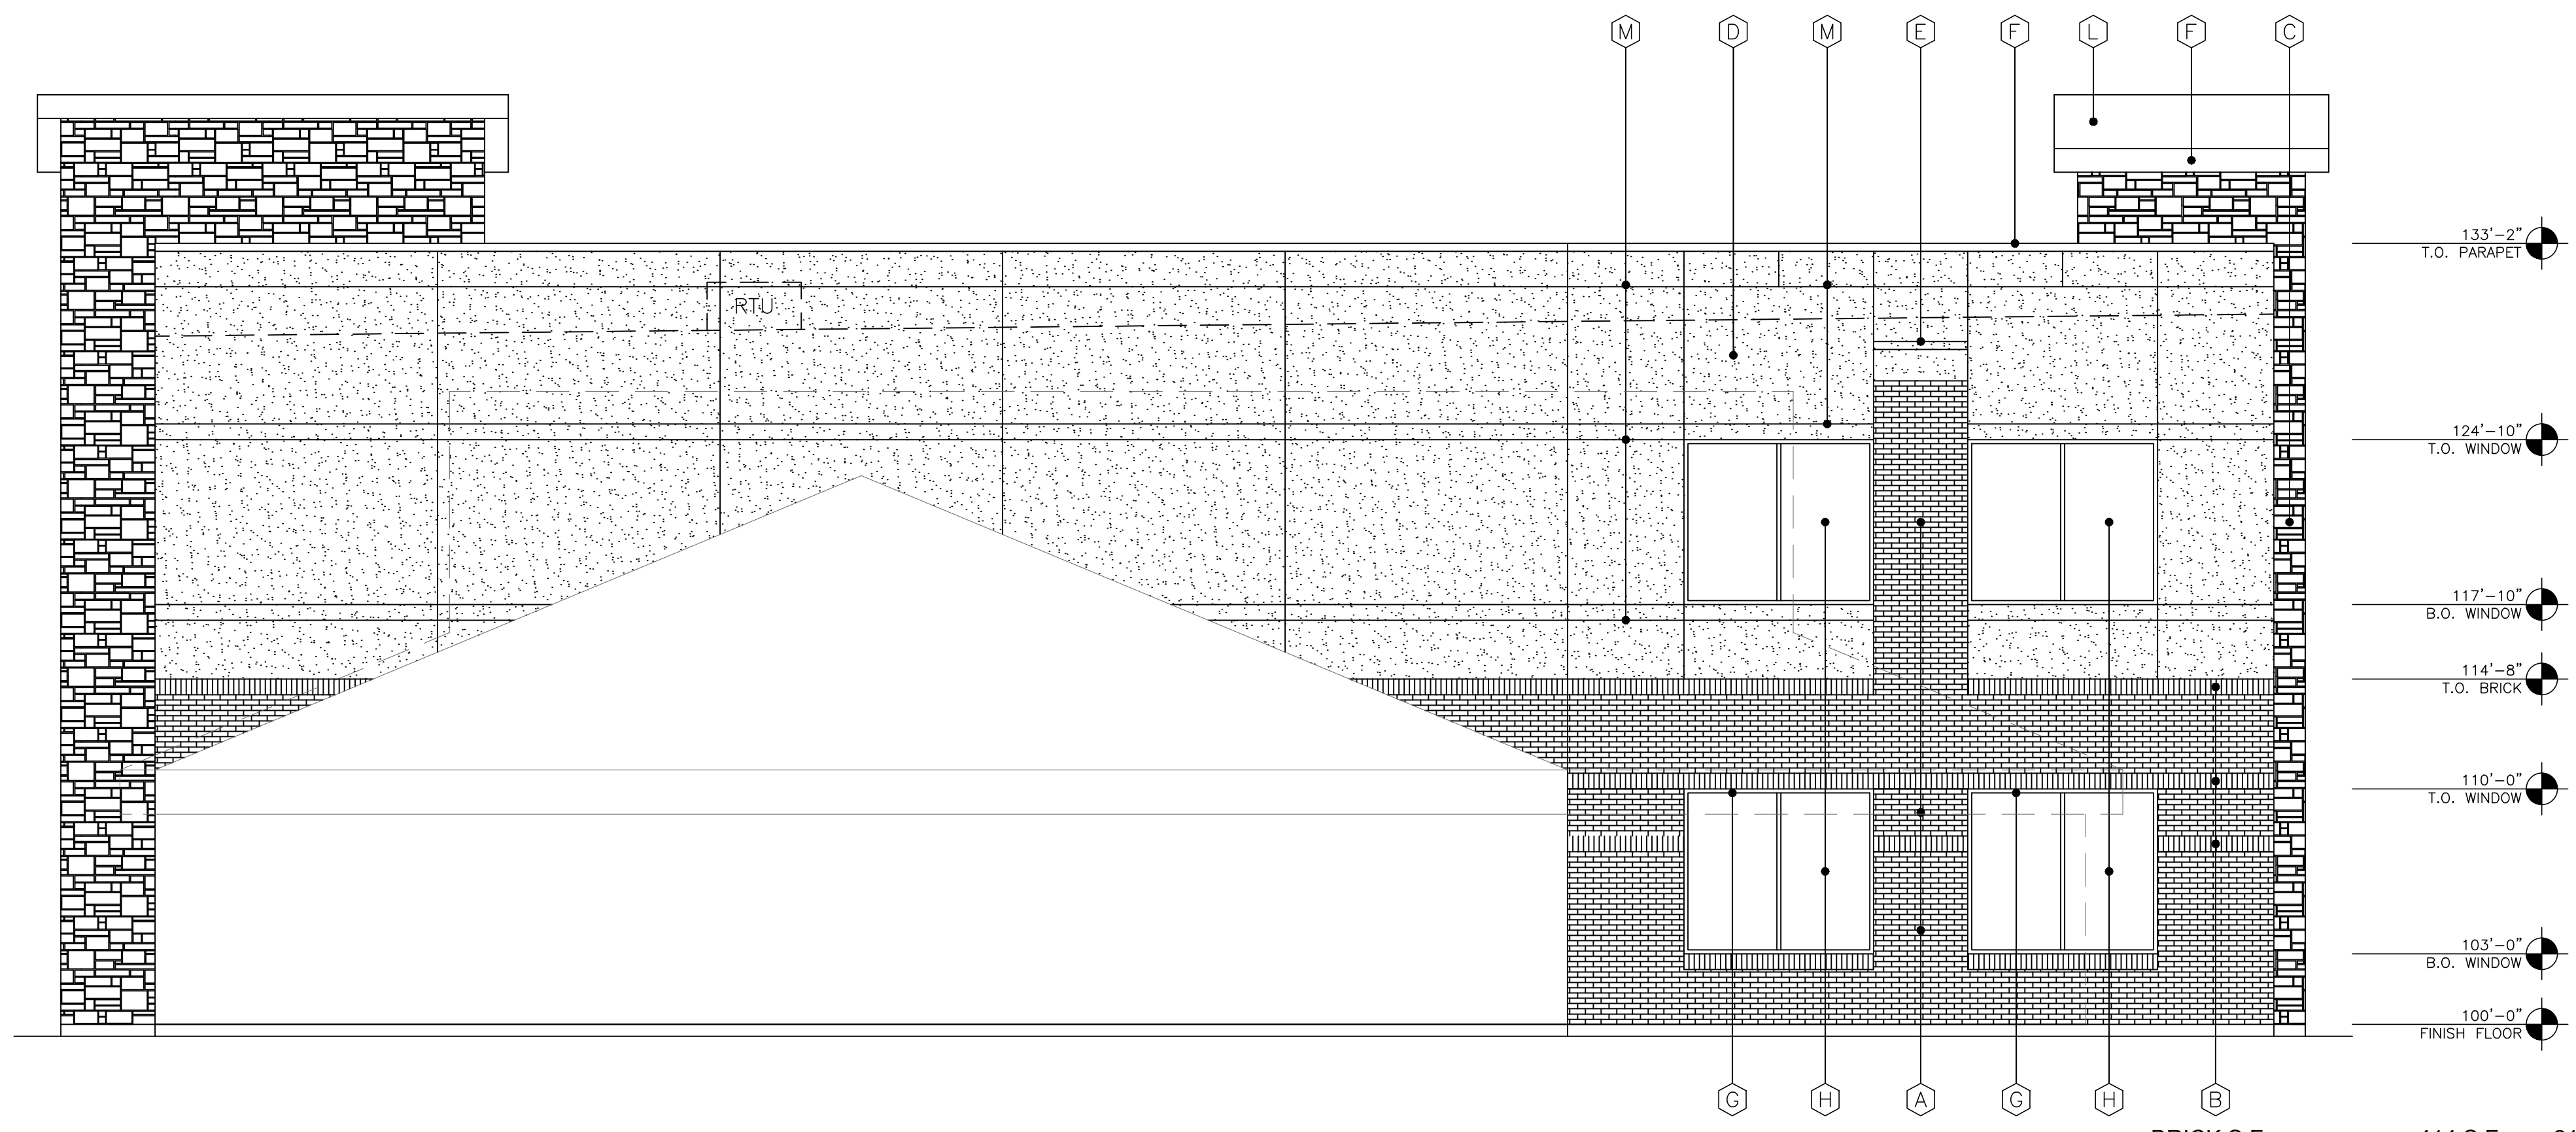 M D M E F L F C
RTU
133'-2"
T.O. PARAPET
124'-10"
T.O. WINDOW
117'-10"
B.O. WINDOW
114'-8"
T.O. BRICK
110'-0"
T.O. WINDOW
103'-0"
B.O. WINDOW
100'-0"
FINISH FLOOR
G H A G H B